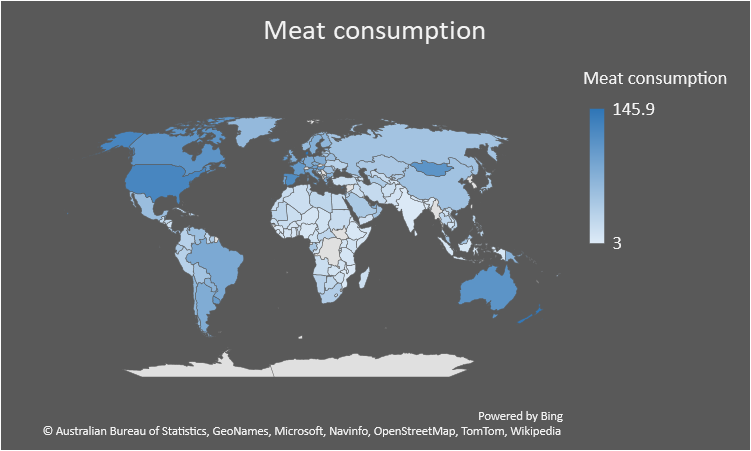 Meat consumption
Meat consumption
145.9
3
Powered by Bing
© Australian Bureau of Statistics, GeoNames, Microsoft, Navinfo, OpenStreetMap, TomTom, Wikipedia